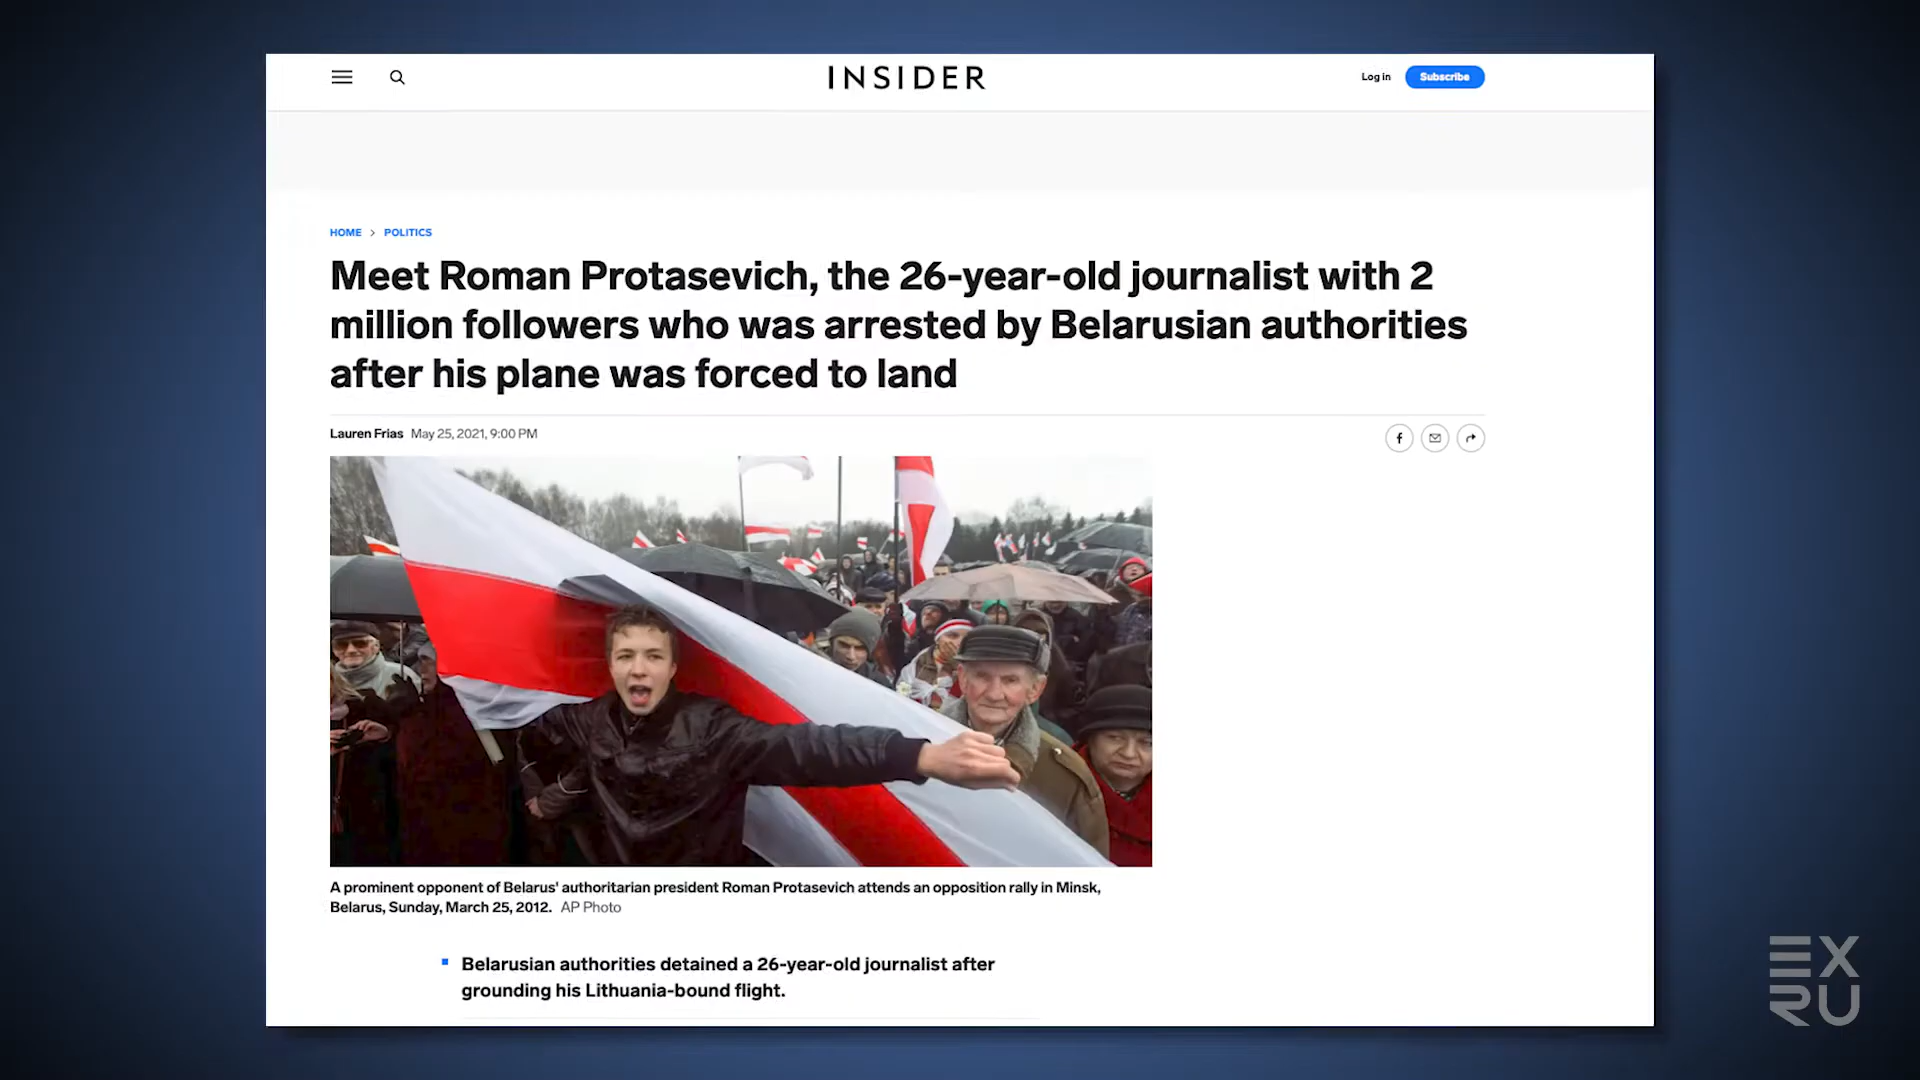 INSIDER
Log in
Subscribe
HOME > POLITICS
Meet Roman Protasevich, the 26-year-old journalist with 2
million followers who was arrested by Belarusian authorities
after his plane was forced to land
Lauren Frias May 25, 2021, 9:00 PM
A prominent opponent of Belarus' authoritarian president Roman Protasevich attends an opposition rally in Minsk,
Belarus, Sunday, March 25, 2012. AP Photo
Belarusian authorities detained a 26-year-old journalist after
grounding his Lithuania-bound flight.
EX
RU